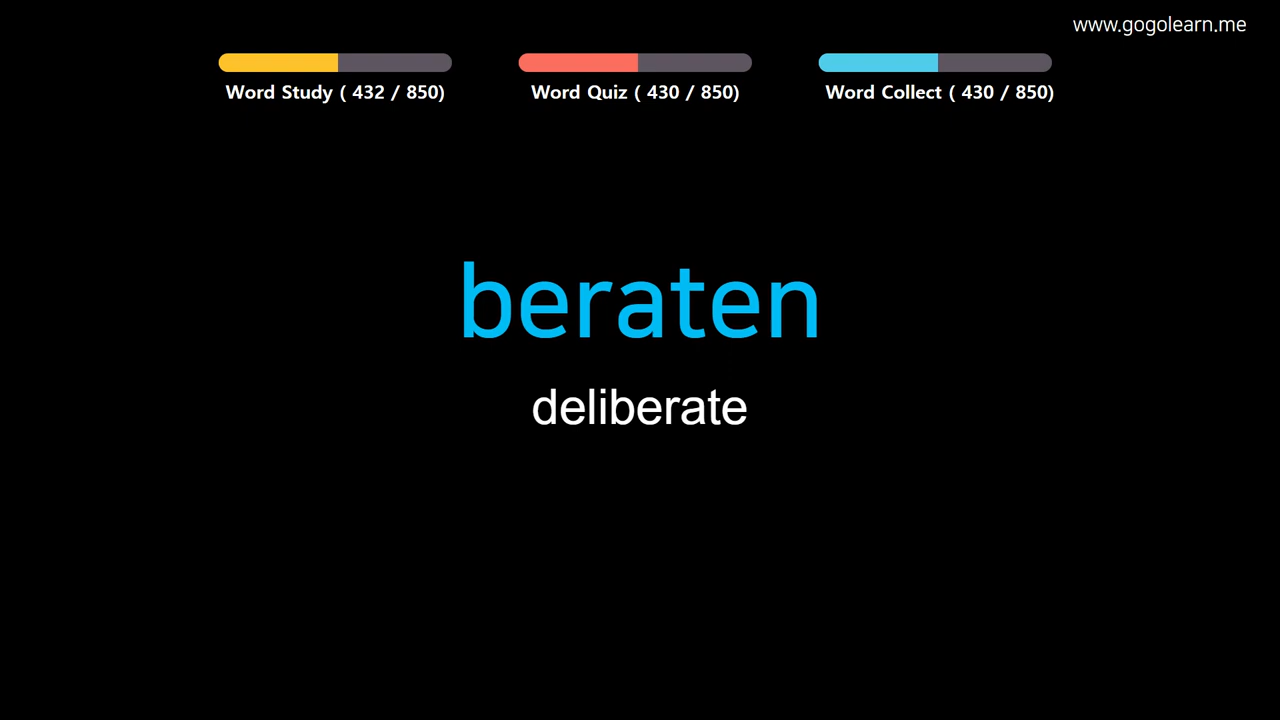 www.gogolearn.me
Word Study ( 432 / 850)
Word Quiz ( 430 / 850)
Word Collect ( 430 / 850)
beraten
deliberate